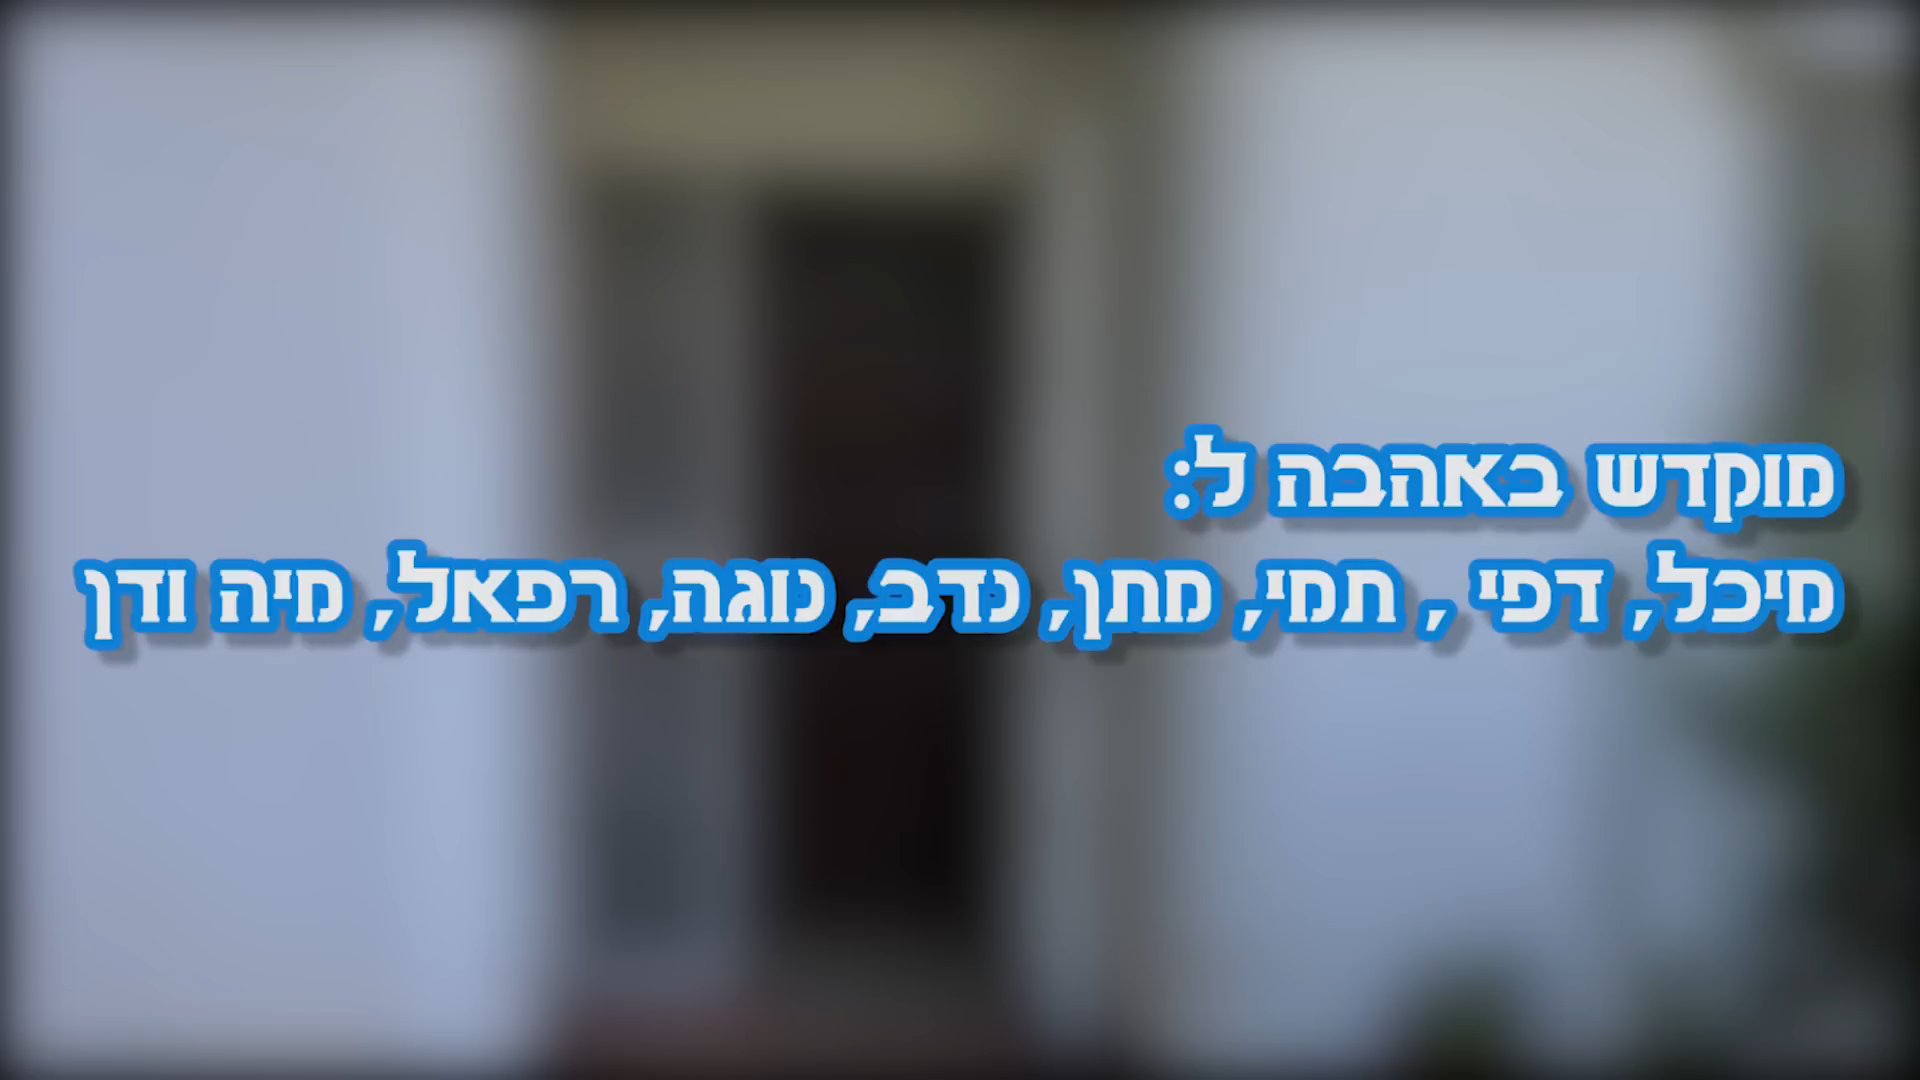 מוקדש באהבה ל:
מיכל, דפי , תמי, מתן, נדב, נוגה, רפאל, מיה ודן